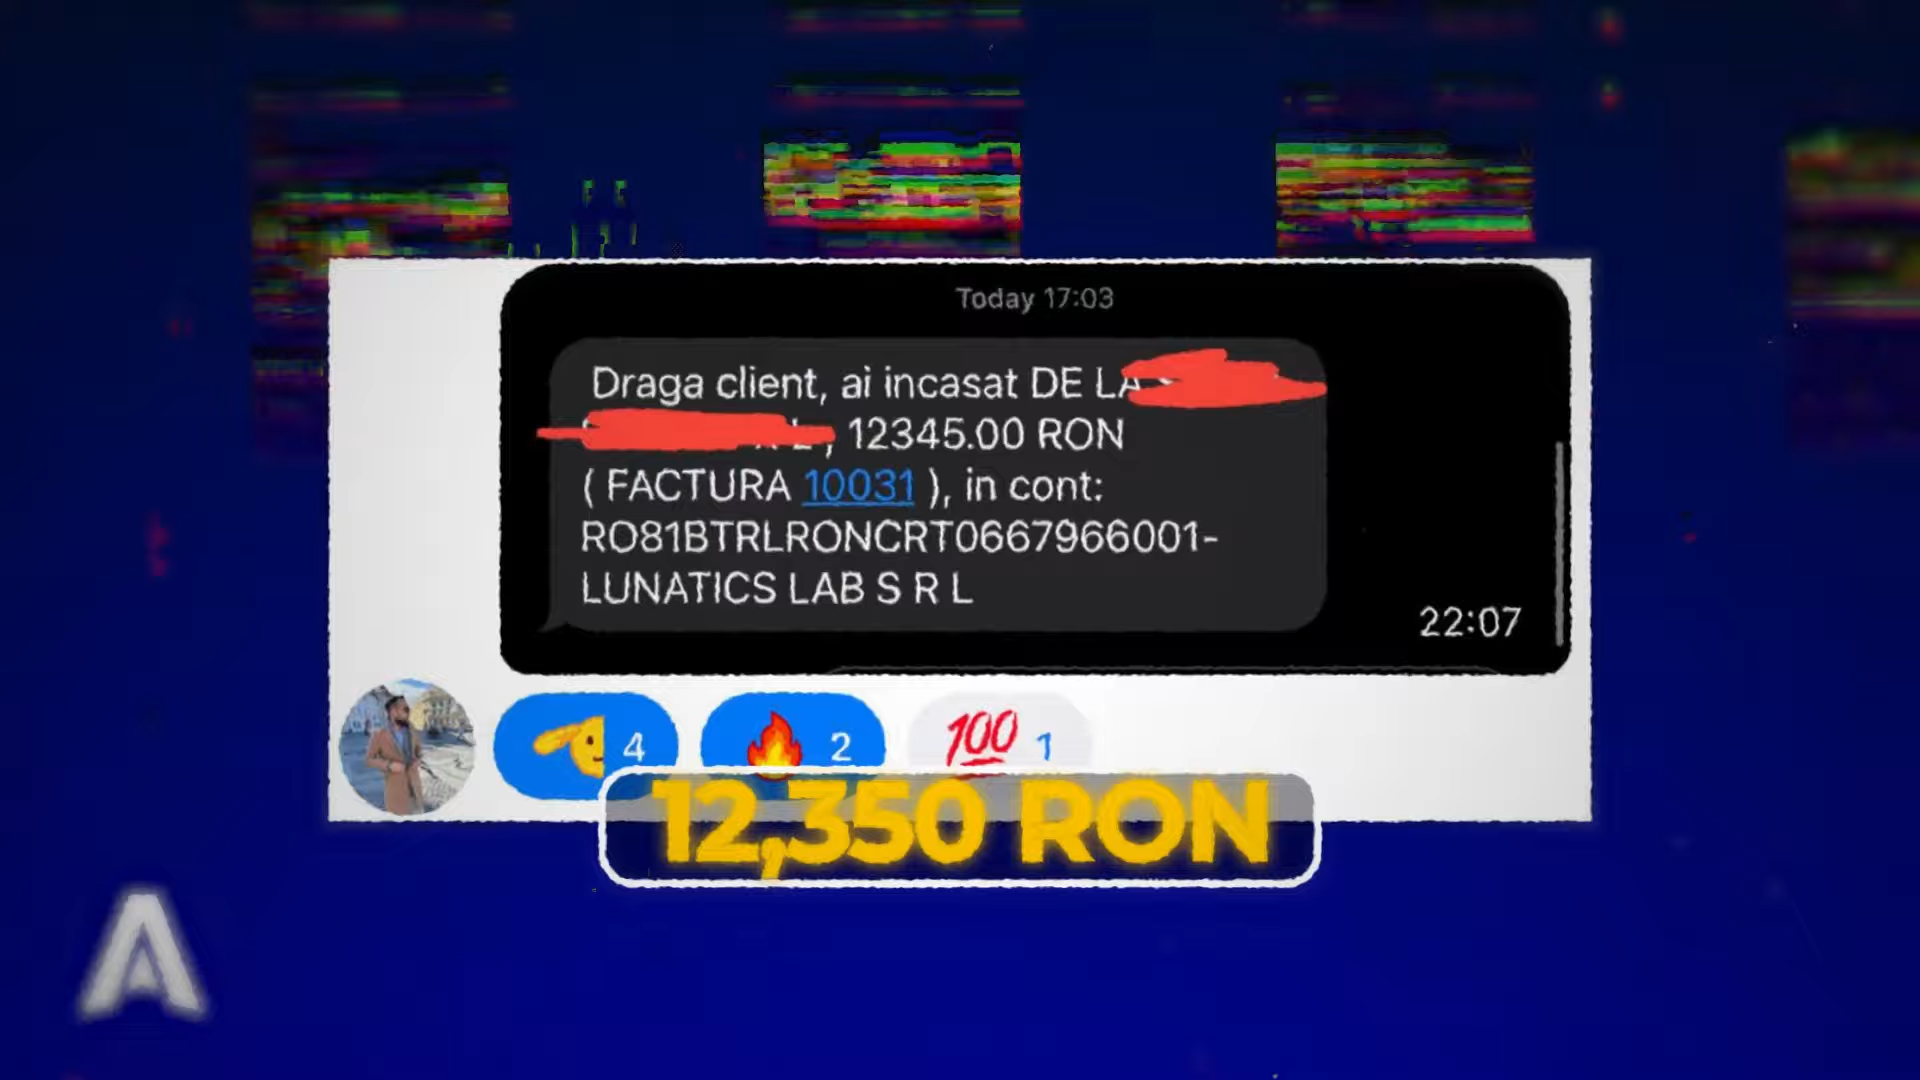 Today 17:03
Draga client, ai incasat DE LA
, 12345.00 RON
( FACTURA 10031 ), in cont:
RO81BTRLRONCRT0667966001-
LUNATICS LAB S R L
22:07
4 2 100 1
12,350 RON
A